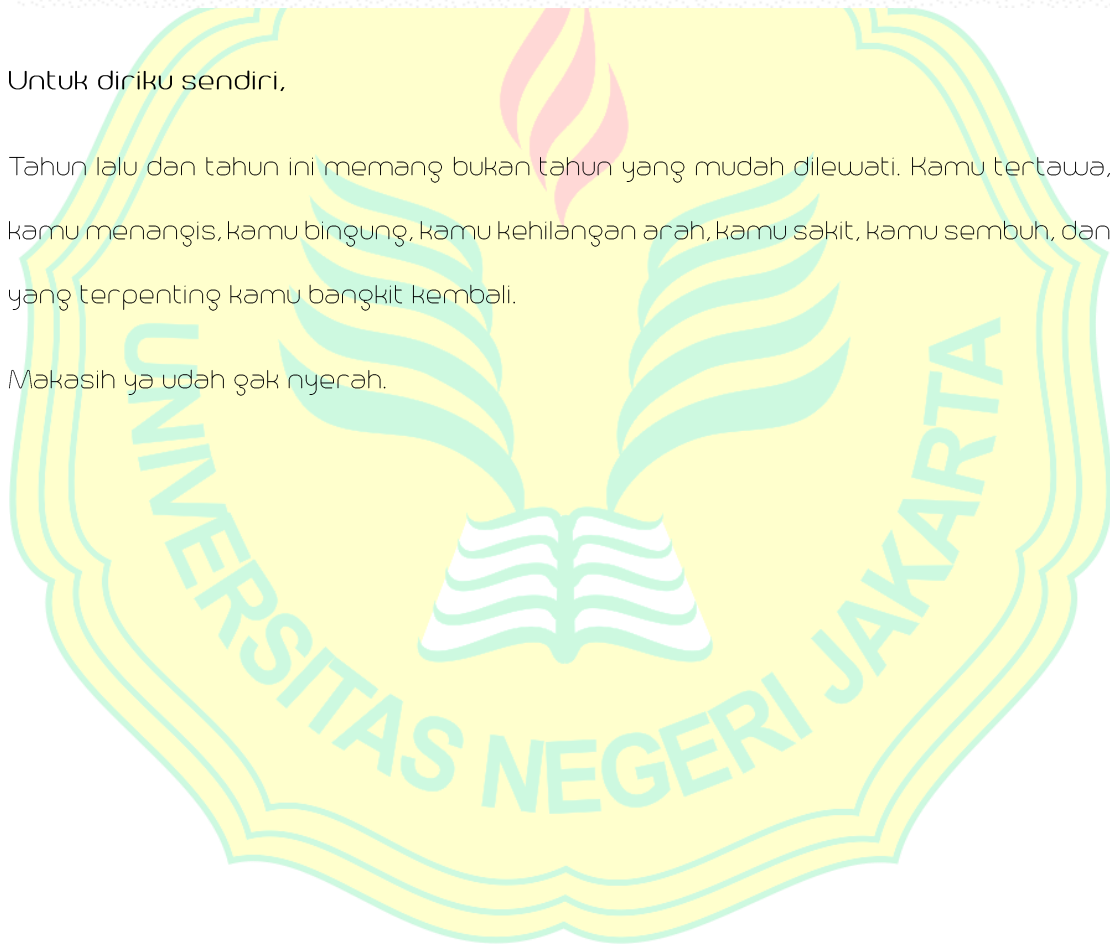 Untuk diriku sendiri,
Tahun lalu dan tahun ini memang bukan tahun yang mudah dilewati. Kamu tertawa,
kamu menangis, kamu bingung, kamu kehilangan arah, kamu sakit, kamu sembuh, dan
yang terpenting kamu bangkit kembali.
Makasih ya udah gak nyerah.
UNIVERSITAS NEGERI JAKARTA